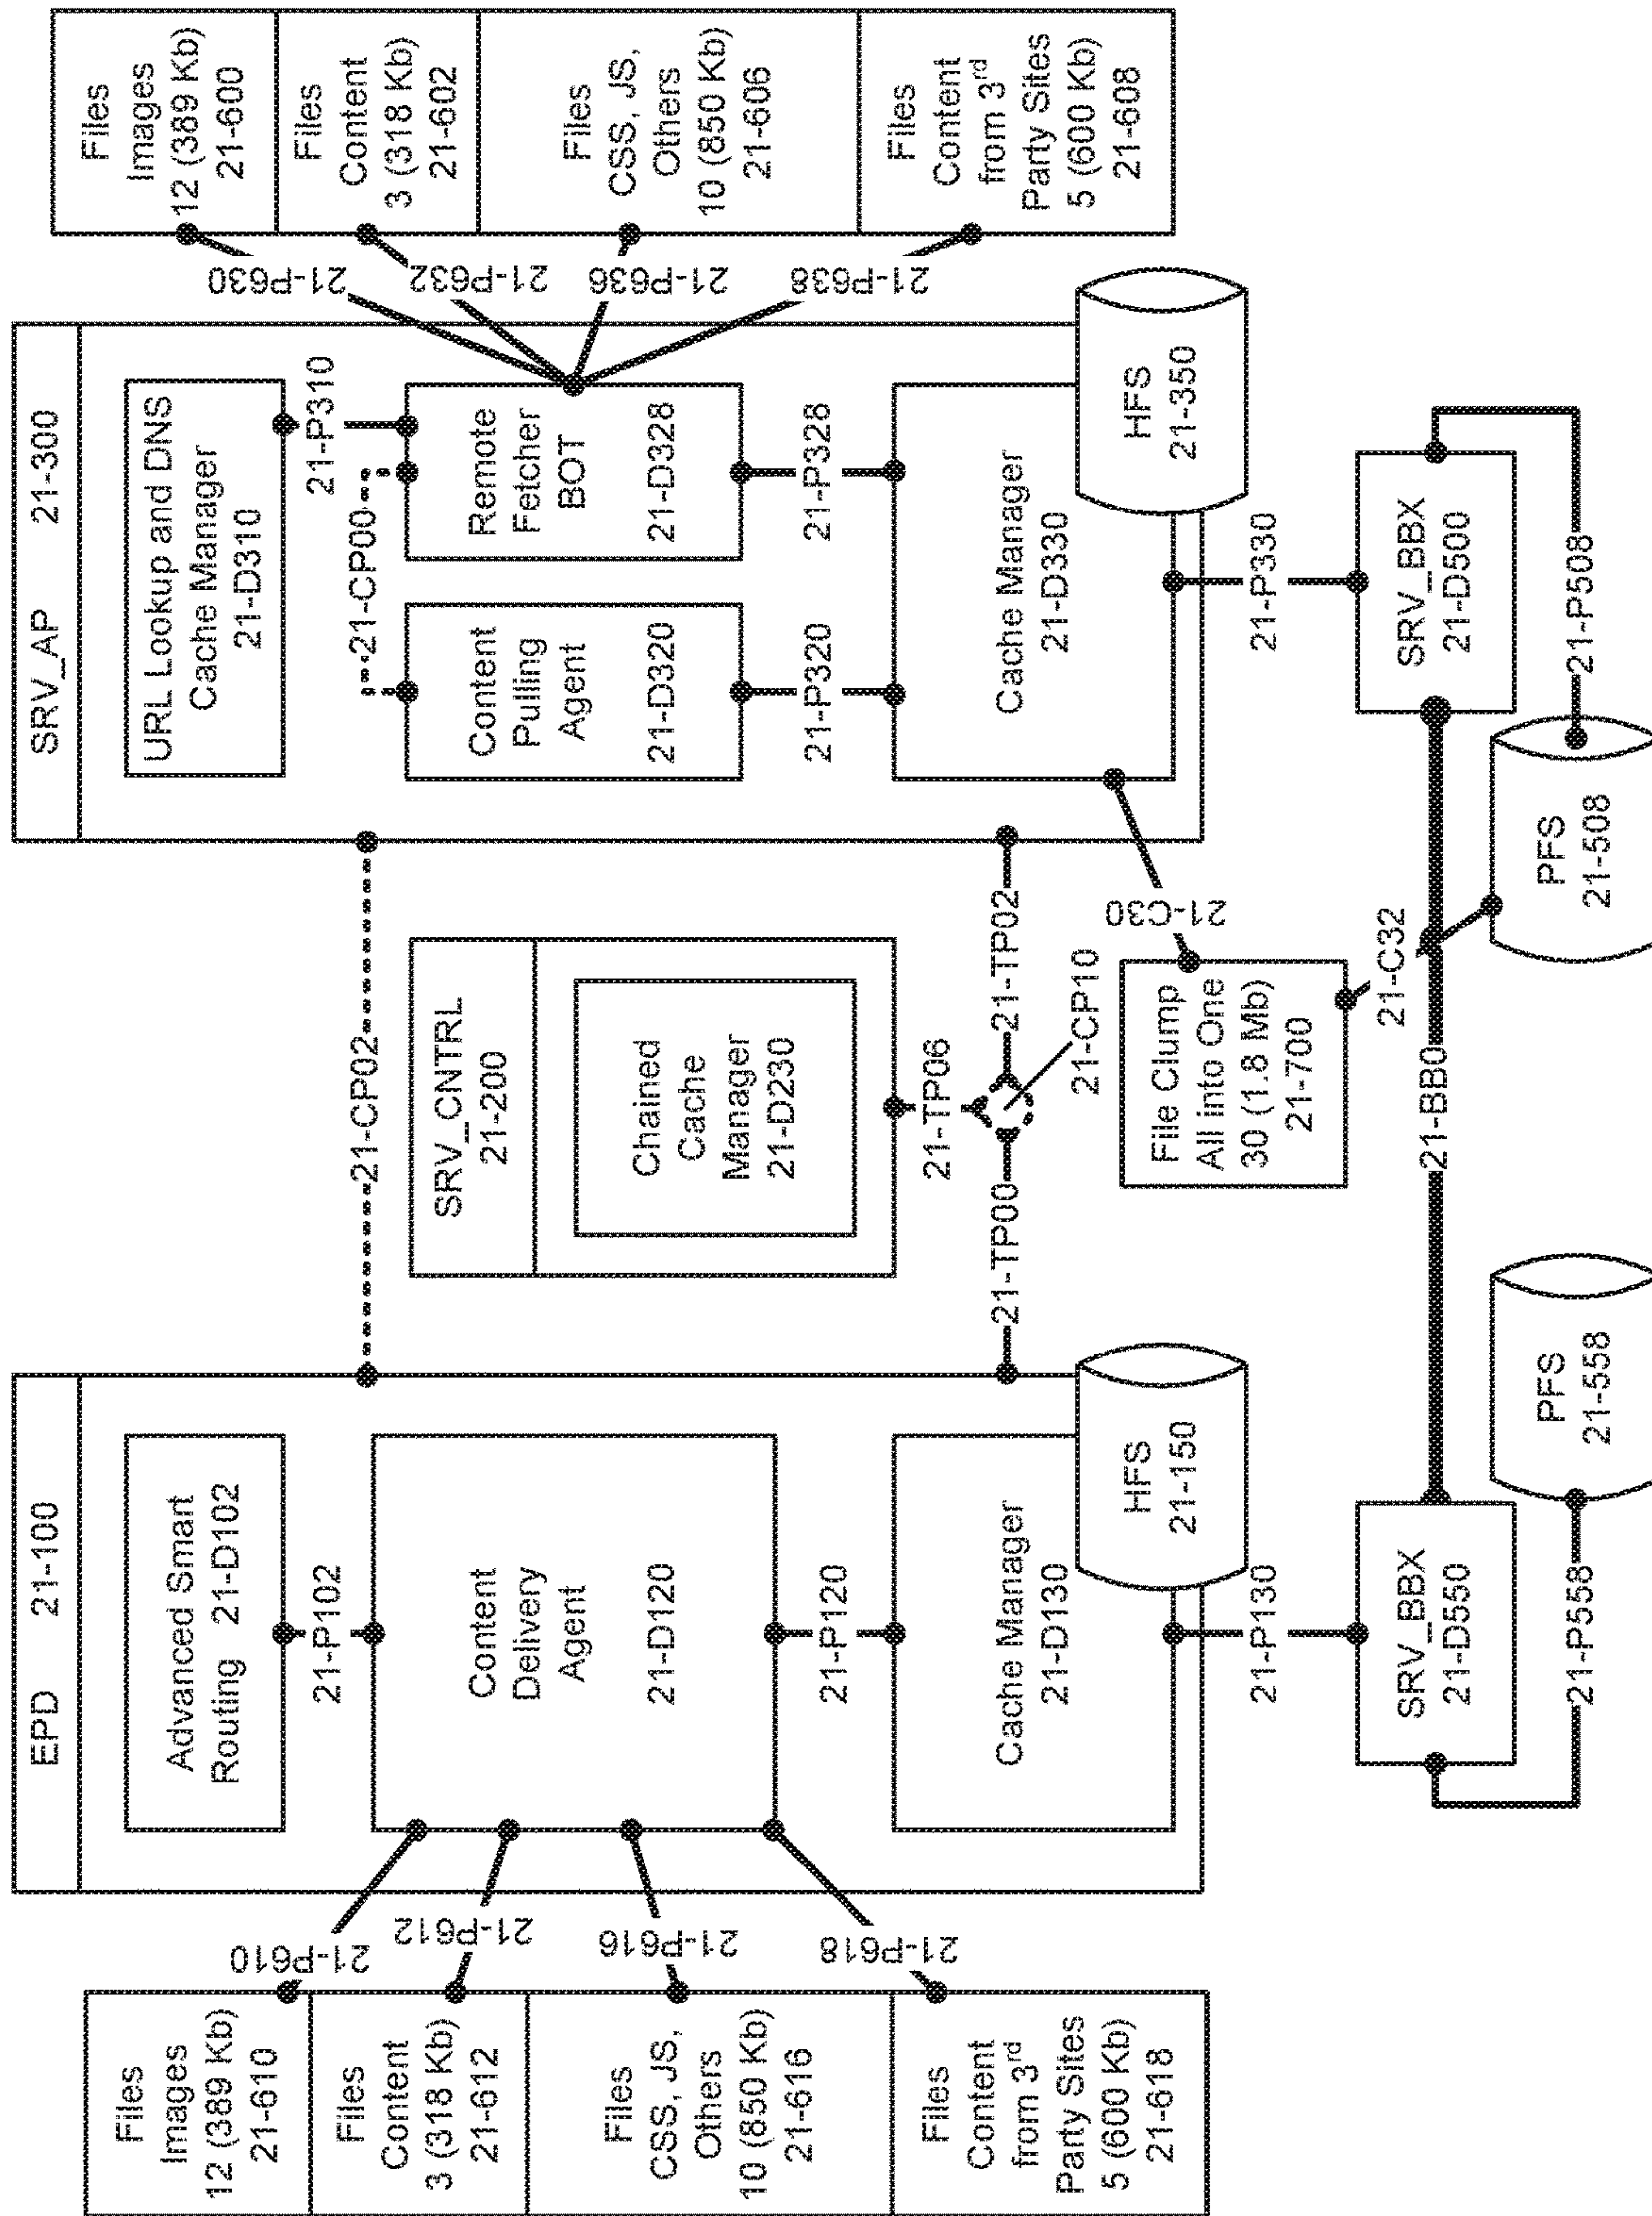 EPD 21-100
Advanced Smart
Routing 21-D102
21-P102
Content
Delivery
Agent
21-D120
21-P120
Cache Manager
21-D130
HFS
21-150
21-P130
SRV_BBX
21-D550
21-P558
PFS
21-558
Files
Images
12 (389 Kb)
21-610
Files
Content
3 (318 Kb)
21-612
Files
CSS, JS,
Others
10 (850 Kb)
21-616
Files
Content
from 3rd
Party Sites
5 (600 Kb)
21-618
21-P610
21-P612
21-P616
21-P618
21-CP02
SRV_CNTRL
21-200
Chained
Cache
Manager
21-D230
21-TP06
21-TP00
21-TP02
21-CP10
File Clump
All into One
30 (1.8 Mb)
21-700
21-C30
21-C32
21-BB0
SRV_AP 21-300
URL Lookup and DNS
Cache Manager
21-D310
21-P310
21-CP00
Content
Pulling
Agent
21-D320
Remote
Fetcher
BOT
21-D328
21-P320
21-P328
Cache Manager
21-D330
HFS
21-350
21-P330
SRV_BBX
21-D500
21-P508
PFS
21-508
21-P630
21-P632
21-P636
21-P638
Files
Images
12 (389 Kb)
21-600
Files
Content
3 (318 Kb)
21-602
Files
CSS, JS,
Others
10 (850 Kb)
21-606
Files
Content
from 3rd
Party Sites
5 (600 Kb)
21-608